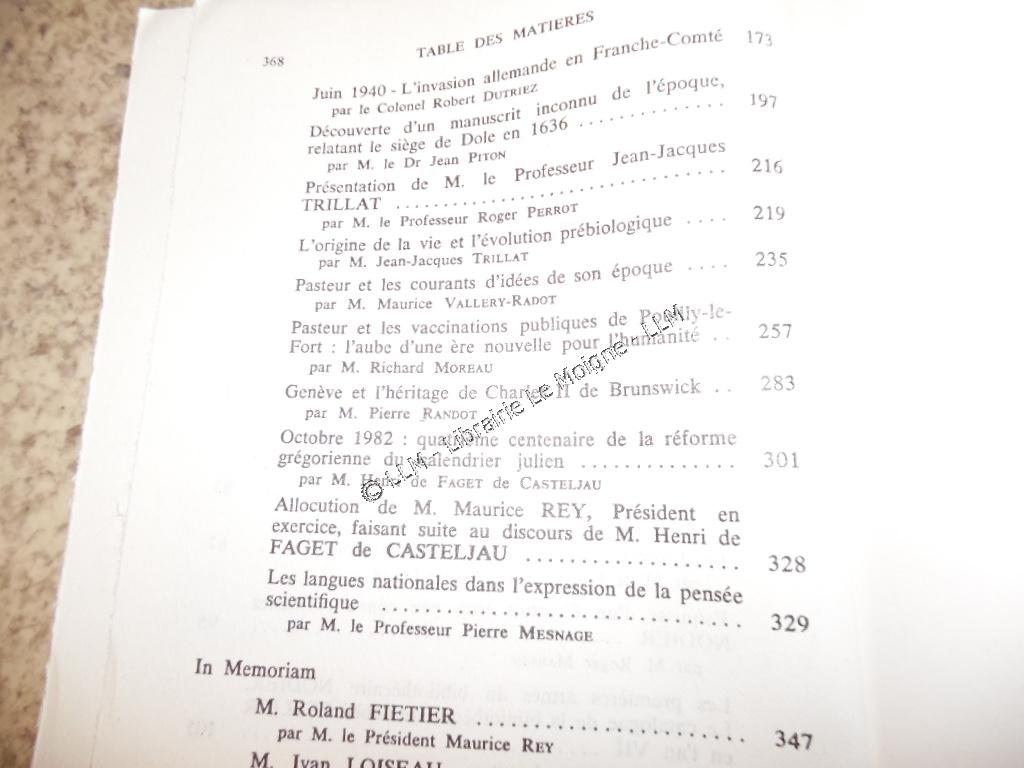 368
TABLE DES MATIERES
Juin 1940 - L'invasion allemande en Franche-Comté 173
par le Colonel Robert DUTRIEZ
Découverte d'un manuscrit inconnu de l'époque,
relatant le siège de Dole en 1636 . . . . . . . . . . . . . 197
par M. le Dr Jean PITON
Présentation de M. le Professeur Jean-Jacques
TRILLAT . . . . . . . . . . . . . . . . . . . . . . . . . . . . . . . 216
par M. le Professeur Roger PERROT
L'origine de la vie et l'évolution prébiologique . . . . 219
par M. Jean-Jacques TRILLAT
Pasteur et les courants d'idées de son époque . . . . 235
par M. Maurice VALLERY-RADOT
Pasteur et les vaccinations publiques de Pouilly-le-
Fort : l'aube d'une ère nouvelle pour l'humanité . . 257
par M. Richard MOREAU
Genève et l'héritage de Charles II de Brunswick . . 283
par M. Pierre RANDOT
Octobre 1982 : quatrième centenaire de la réforme
grégorienne du calendrier julien . . . . . . . . . . . . . . 301
par M. Henri de FAGET de CASTELJAU
Allocution de M. Maurice REY, Président en
exercice, faisant suite au discours de M. Henri de
FAGET de CASTELJAU . . . . . . . . . . . . . . . . . . . 328
Les langues nationales dans l'expression de la pensée
scientifique . . . . . . . . . . . . . . . . . . . . . . . . . . . . . . 329
par M. le Professeur Pierre MESNAGE
In Memoriam
M. Roland FIETIER . . . . . . . . . . . . . . . . . . . . . . . 347
par M. le Président Maurice REY
M. Ivan LOISEAU
© LLM - Librairie Le Moigne - LLM